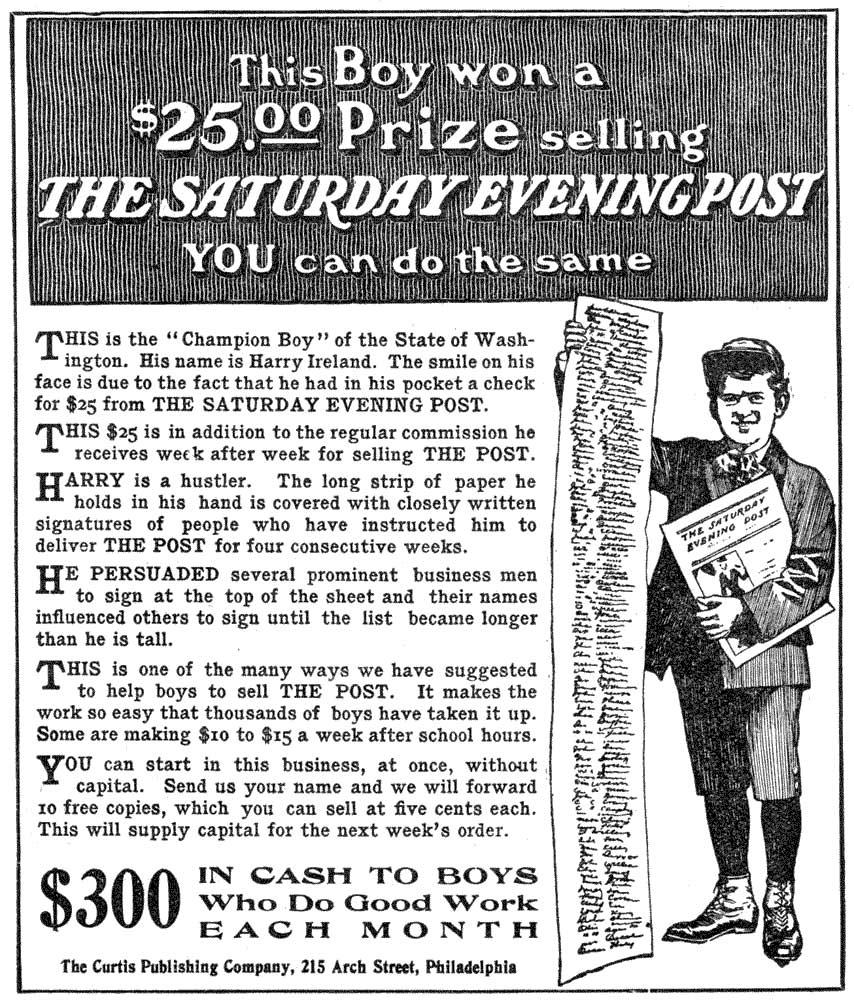 This Boy won a
$25.00 Prize selling
THE SATURDAY EVENING POST
YOU can do the same
THIS is the "Champion Boy" of the State of Wash-
ington. His name is Harry Ireland. The smile on his
face is due to the fact that he had in his pocket a check
for $25 from THE SATURDAY EVENING POST.
THIS $25 is in addition to the regular commission he
receives week after week for selling THE POST.
HARRY is a hustler. The long strip of paper he
holds in his hand is covered with closely written
signatures of people who have instructed him to
deliver THE POST for four consecutive weeks.
HE PERSUADED several prominent business men
to sign at the top of the sheet and their names
influenced others to sign until the list became longer
than he is tall.
THIS is one of the many ways we have suggested
to help boys to sell THE POST. It makes the
work so easy that thousands of boys have taken it up.
Some are making $10 to $15 a week after school hours.
YOU can start in this business, at once, without
capital. Send us your name and we will forward
10 free copies, which you can sell at five cents each.
This will supply capital for the next week's order.
$300 IN CASH TO BOYS
Who Do Good Work
EACH MONTH
The Curtis Publishing Company, 215 Arch Street, Philadelphia
THE SATURDAY
EVENING POST